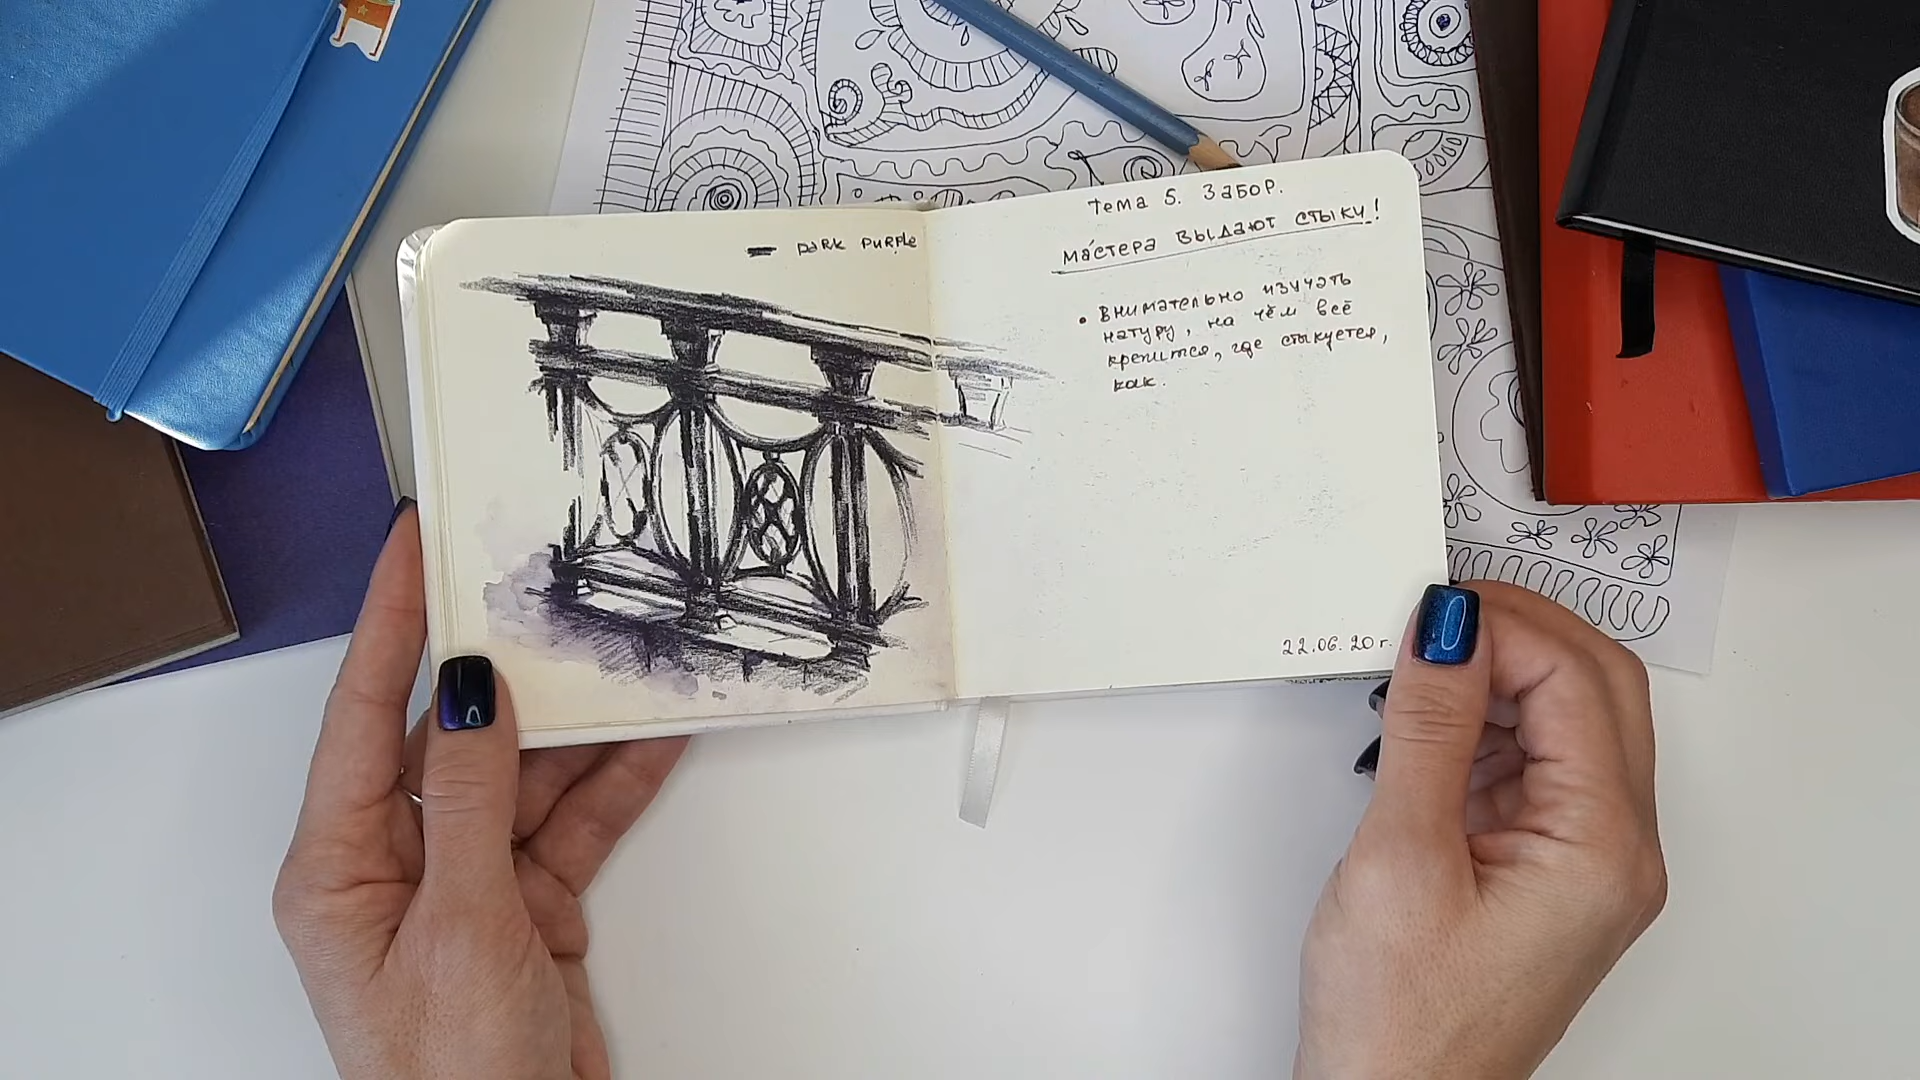 DARK PURPLE
Тема 5. Забор.
Мастера выдают стыки!
• Внимательно изучать
натуру, на чём всё
крепится, где стыкуется,
как.
22.06.20 г.